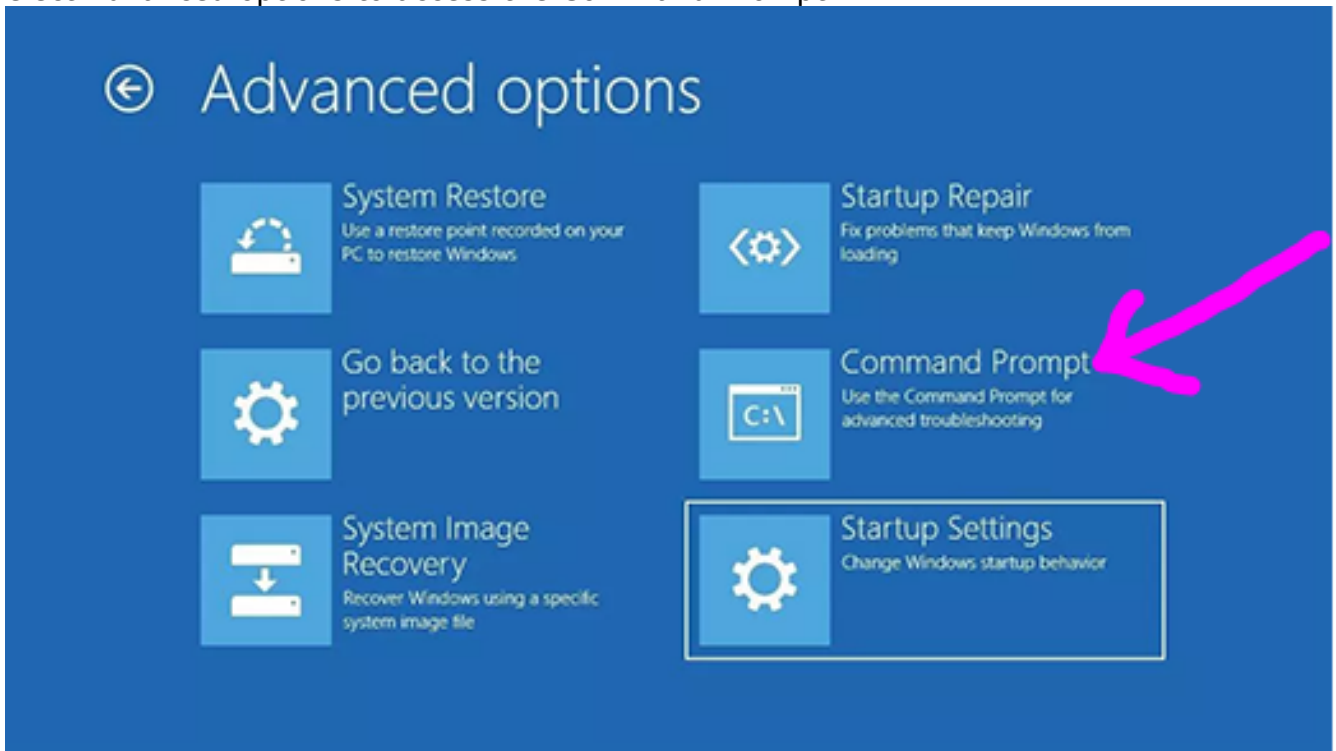 Advanced options
System Restore
Use a restore point recorded on your
PC to restore Windows
Startup Repair
Fix problems that keep Windows from
loading
Go back to the
previous version
Command Prompt
Use the Command Prompt for
advanced troubleshooting
C:\
System Image
Recovery
Recover Windows using a specific
system image file
Startup Settings
Change Windows startup behavior